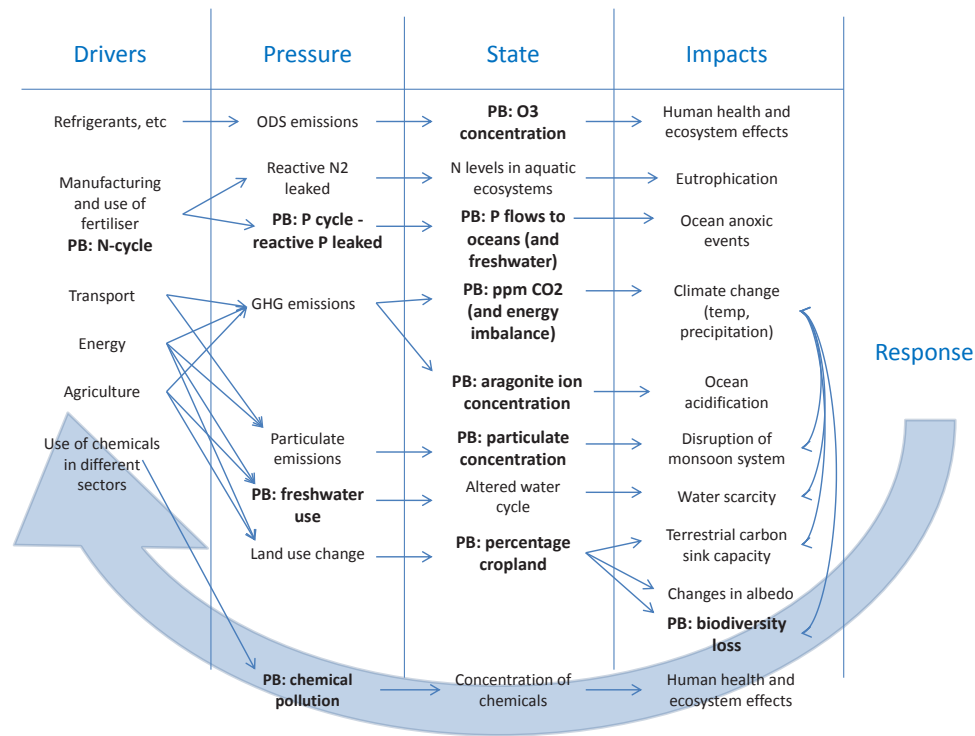 Drivers
Pressure
State
Impacts
Refrigerants, etc
ODS emissions
PB: O3
concentration
Human health and
ecosystem effects
Manufacturing
and use of
fertiliser
PB: N-cycle
Reactive N2
leaked
N levels in aquatic
ecosystems
Eutrophication
PB: P cycle -
reactive P leaked
PB: P flows to
oceans (and
freshwater)
Ocean anoxic
events
Transport
Energy
Agriculture
GHG emissions
PB: ppm CO2
(and energy
imbalance)
Climate change
(temp,
precipitation)
Response
PB: aragonite ion
concentration
Ocean
acidification
Use of chemicals
in different
sectors
Particulate
emissions
PB: particulate
concentration
Disruption of
monsoon system
PB: freshwater
use
Altered water
cycle
Water scarcity
Land use change
PB: percentage
cropland
Terrestrial carbon
sink capacity
Changes in albedo
PB: biodiversity
loss
PB: chemical
pollution
Concentration of
chemicals
Human health and
ecosystem effects